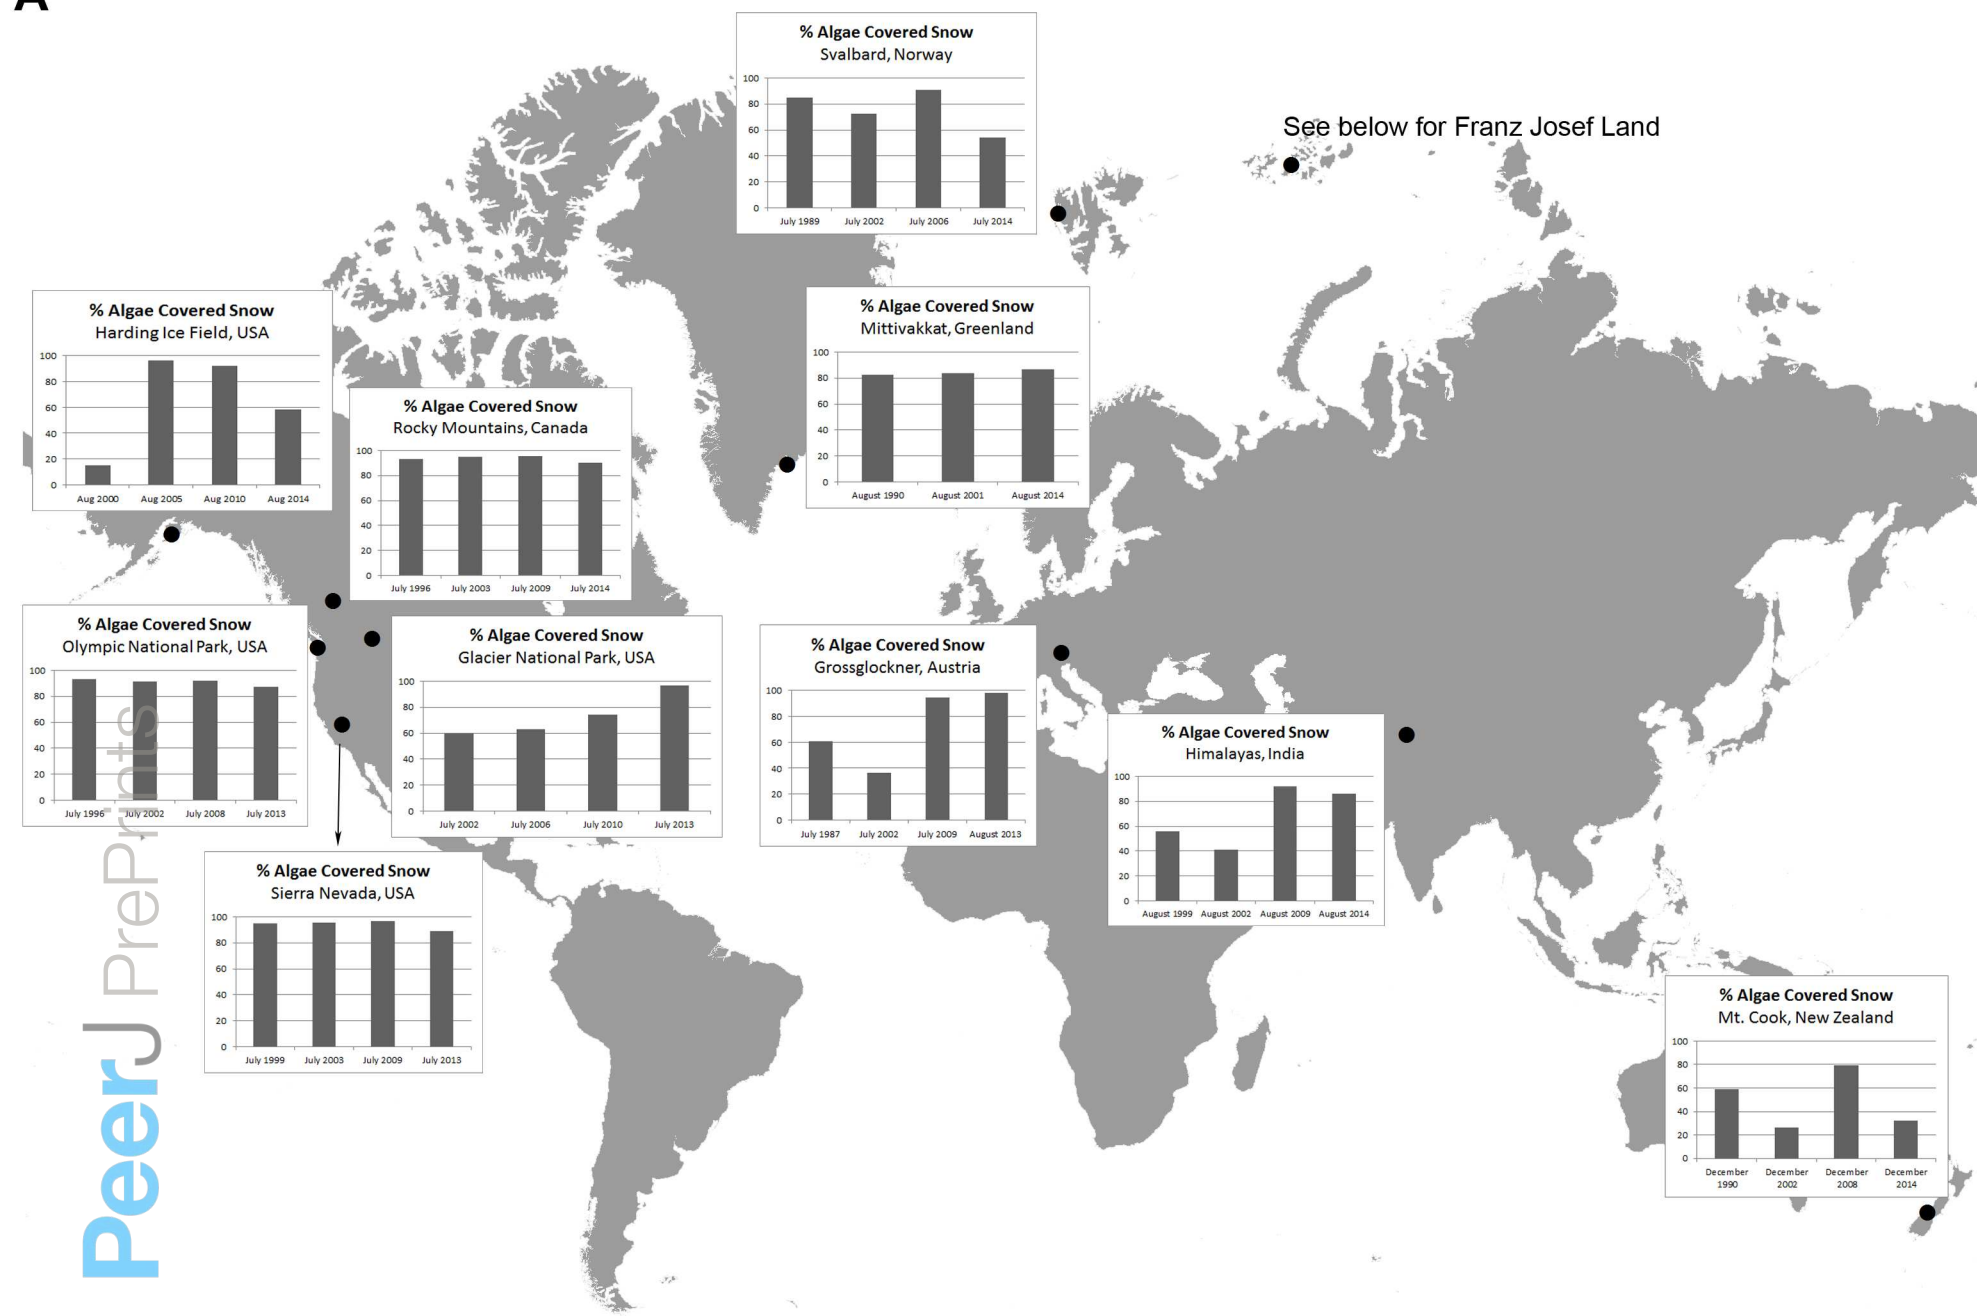 A
% Algae Covered Snow
Svalbard, Norway
100
80
60
40
20
0
July 1989 July 2002 July 2006 July 2014
See below for Franz Josef Land
% Algae Covered Snow
Harding Ice Field, USA
100
80
60
40
20
0
Aug 2000 Aug 2005 Aug 2010 Aug 2014
% Algae Covered Snow
Mittivakkat, Greenland
100
80
60
40
20
0
August 1990 August 2001 August 2014
% Algae Covered Snow
Rocky Mountains, Canada
100
80
60
40
20
0
July 1996 July 2003 July 2009 July 2014
% Algae Covered Snow
Olympic National Park, USA
100
80
60
40
20
0
July 1996 July 2002 July 2008 July 2013
% Algae Covered Snow
Glacier National Park, USA
100
80
60
40
20
0
July 2002 July 2006 July 2010 July 2013
% Algae Covered Snow
Grossglockner, Austria
100
80
60
40
20
0
July 1987 July 2002 July 2009 August 2013
% Algae Covered Snow
Himalayas, India
100
80
60
40
20
0
August 1999 August 2002 August 2009 August 2014
% Algae Covered Snow
Sierra Nevada, USA
100
80
60
40
20
0
July 1999 July 2003 July 2009 July 2013
% Algae Covered Snow
Mt. Cook, New Zealand
100
80
60
40
20
0
December December December December
1990 2002 2008 2014
PeerJ PrePrints